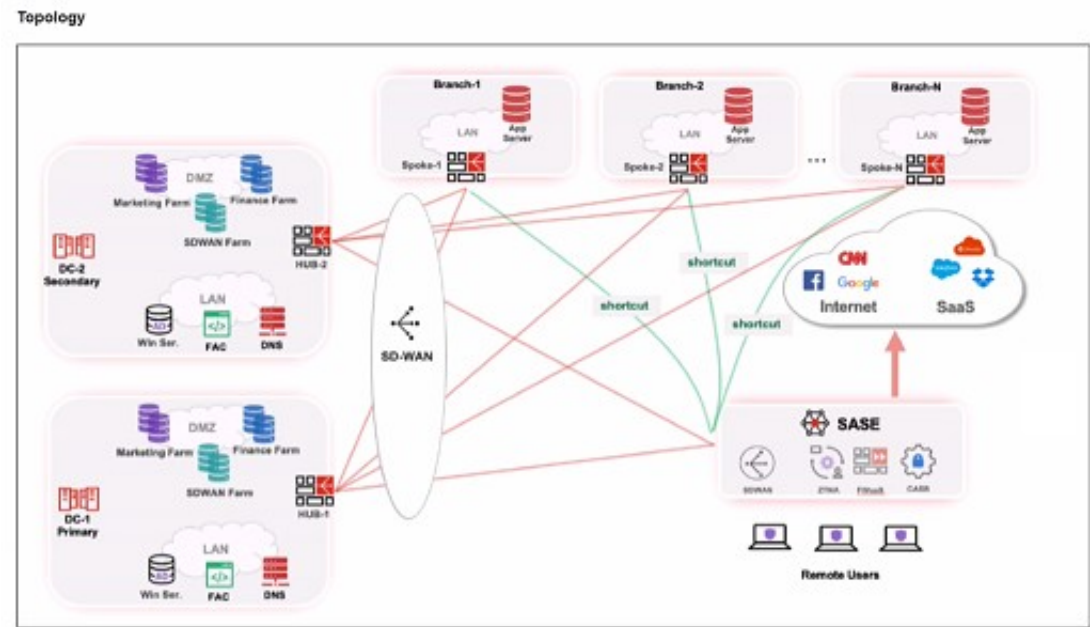 Topology
Branch-1
LAN
App
Server
Spoke-1
Branch-2
LAN
App
Server
Spoke-2
...
Branch-N
LAN
App
Server
Spoke-N
DMZ
Marketing Farm
Finance Farm
SDWAN Farm
HUB-2
DC-2
Secondary
LAN
AD
Win Ser.
</>
FAC
DNS
SD-WAN
shortcut
shortcut
shortcut
CNN
f
Google
Internet
SaaS
DMZ
Marketing Farm
Finance Farm
SDWAN Farm
HUB-1
DC-1
Primary
LAN
AD
Win Ser.
</>
FAC
DNS
SASE
SDWAN
ZTNA
FWaaS
CASB
Remote Users